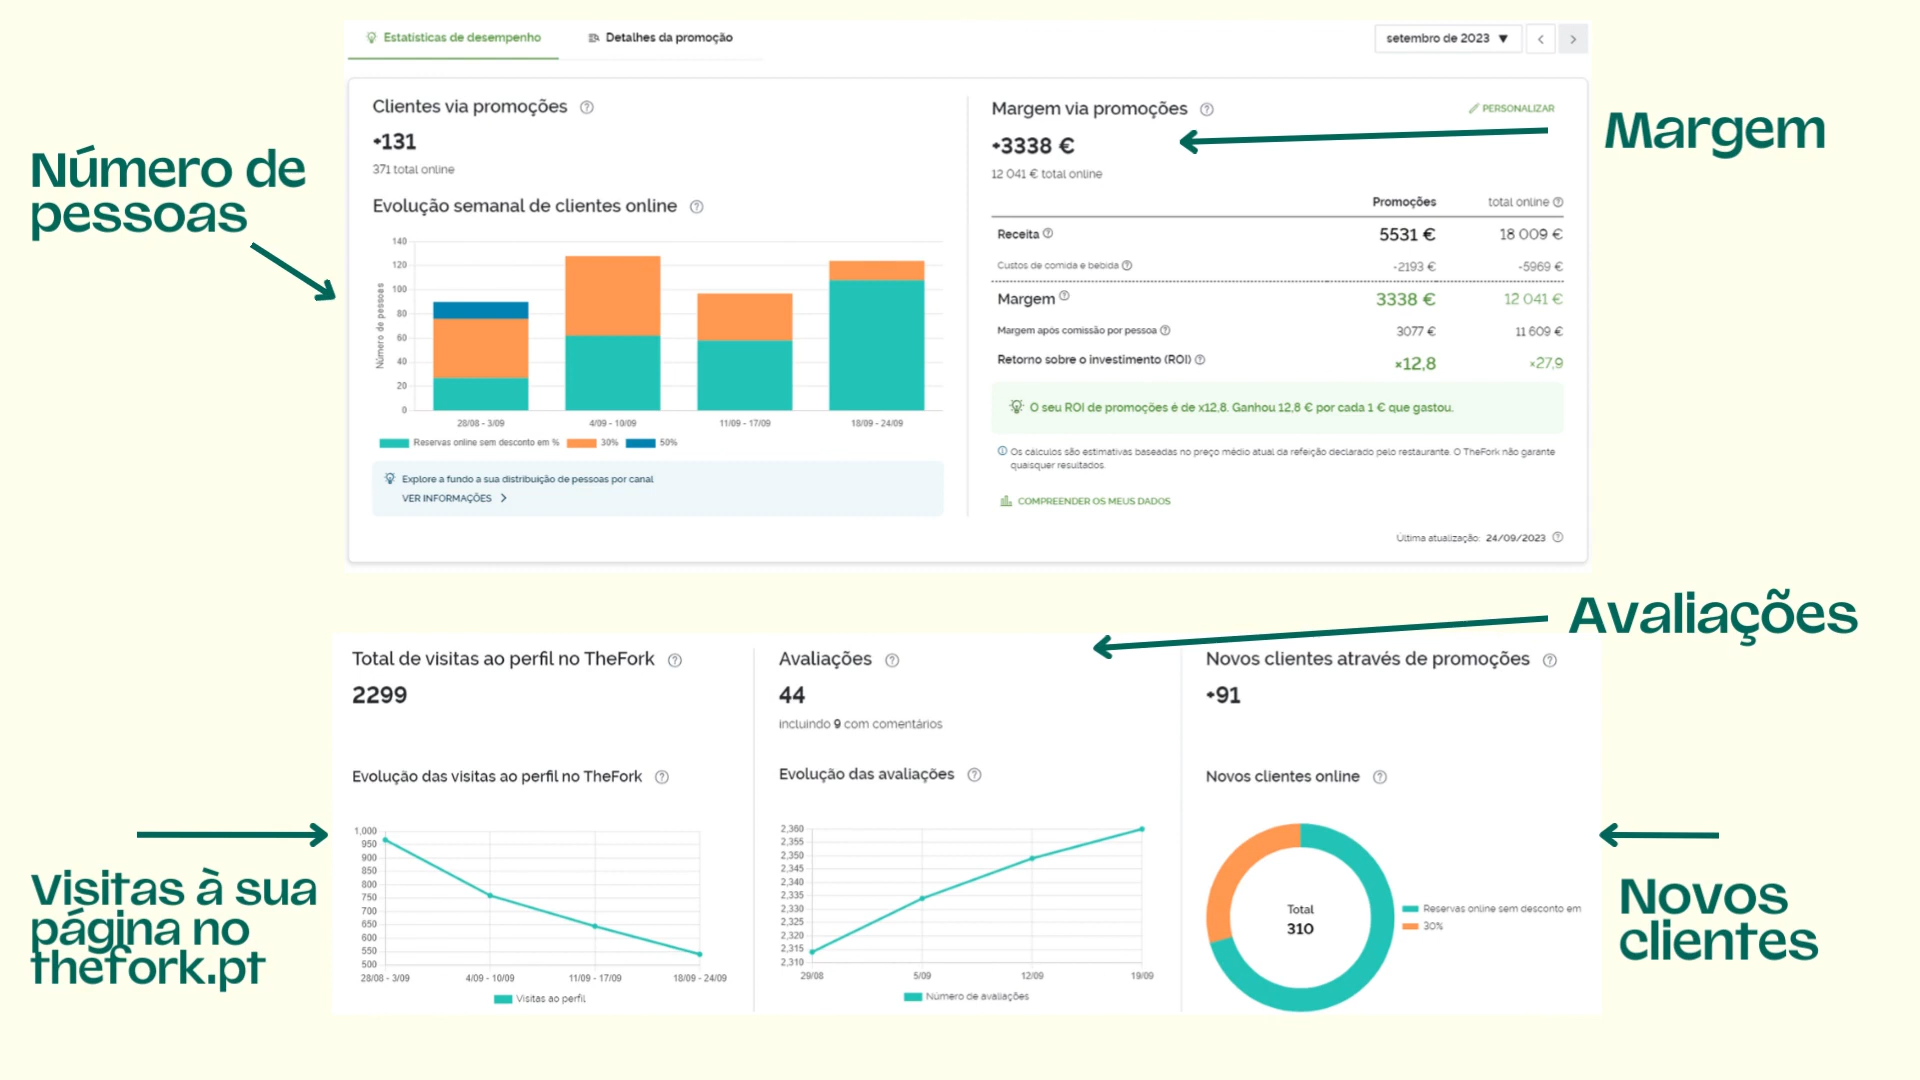 Estatísticas de desempenho
Detalhes da promoção
setembro de 2023
Clientes via promoções
+131
371 total online
Evolução semanal de clientes online
140
120
100
80
60
40
20
0
Número de pessoas
28/08 - 3/09
4/09 - 10/09
11/09 - 17/09
18/09 - 24/09
Reservas online sem desconto em %
30%
50%
Explore a fundo a sua distribuição de pessoas por canal
VER INFORMAÇÕES
Margem via promoções
PERSONALIZAR
+3338 €
12 041 € total online
Promoções total online
Receita 5531 € 18 009 €
Custos de comida e bebida -2193 € -5969 €
Margem 3338 € 12 041 €
Margem após comissão por pessoa 3077 € 11 609 €
Retorno sobre o investimento (ROI) ×12,8 ×27,9
O seu ROI de promoções é de x12,8. Ganhou 12,8 € por cada 1 € que gastou.
Os cálculos são estimativas baseadas no preço médio atual da refeição declarado pelo restaurante. O TheFork não garante
quaisquer resultados.
COMPREENDER OS MEUS DADOS
Última atualização: 24/09/2023
Número de
pessoas
Margem
Avaliações
Total de visitas ao perfil no TheFork
2299
Evolução das visitas ao perfil no TheFork
1,000
950
900
850
800
750
700
650
600
550
500
28/08 - 3/09
4/09 - 10/09
11/09 - 17/09
18/09 - 24/09
Visitas ao perfil
Avaliações
44
incluindo 9 com comentários
Evolução das avaliações
2,360
2,355
2,350
2,345
2,340
2,335
2,330
2,325
2,320
2,315
2,310
29/08
5/09
12/09
19/09
Número de avaliações
Novos clientes através de promoções
+91
Novos clientes online
Total
310
Reservas online sem desconto em
30%
Visitas à sua
página no
thefork.pt
Novos
clientes